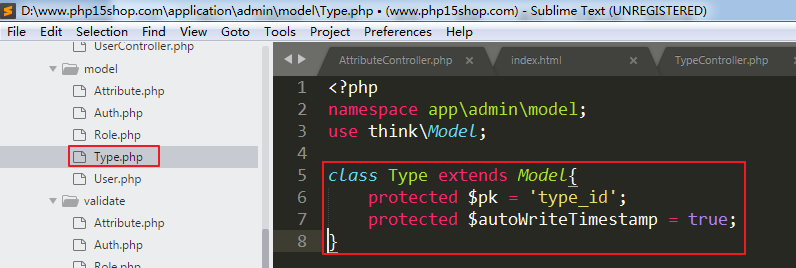 D:\www.php15shop.com\application\admin\model\Type.php • (www.php15shop.com) - Sublime Text (UNREGISTERED)
File Edit Selection Find View Goto Tools Project Preferences Help
UserController.php
model
Attribute.php
Auth.php
Role.php
Type.php
User.php
validate
Attribute.php
Auth.php
Role.php
AttributeController.php × index.html × TypeController.php
1 <?php
2 namespace app\admin\model;
3 use think\Model;
4
5 class Type extends Model{
6 protected $pk = 'type_id';
7 protected $autoWriteTimestamp = true;
8 }